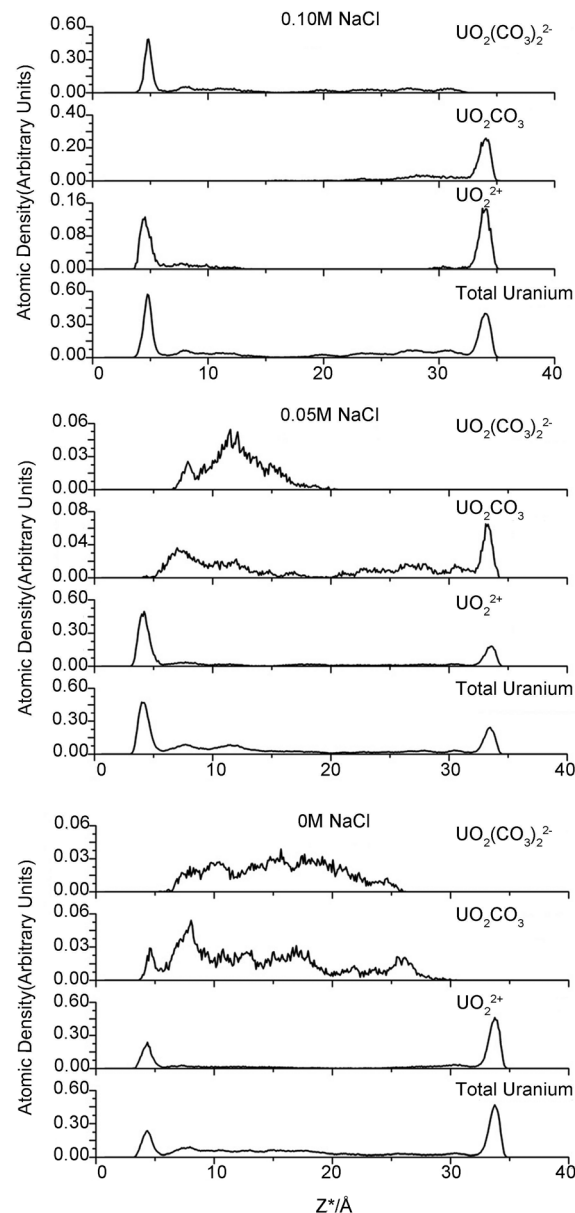 0.10M NaCl
Atomic Density(Arbitrary Units)
UO₂(CO₃)₂²⁻
0.60
0.30
0.00
UO₂CO₃
0.40
0.20
0.00
UO₂²⁺
0.16
0.08
0.00
Total Uranium
0.60
0.30
0.00
0 10 20 30 40
0.05M NaCl
Atomic Density(Arbitrary Units)
UO₂(CO₃)₂²⁻
0.06
0.03
0.00
UO₂CO₃
0.08
0.04
0.00
UO₂²⁺
0.60
0.30
0.00
Total Uranium
0.60
0.30
0.00
0 10 20 30 40
0M NaCl
Atomic Density(Arbitrary Units)
UO₂(CO₃)₂²⁻
0.06
0.03
0.00
UO₂CO₃
0.06
0.03
0.00
UO₂²⁺
0.60
0.30
0.00
Total Uranium
0.60
0.30
0.00
0 10 20 30 40
Z*/Å